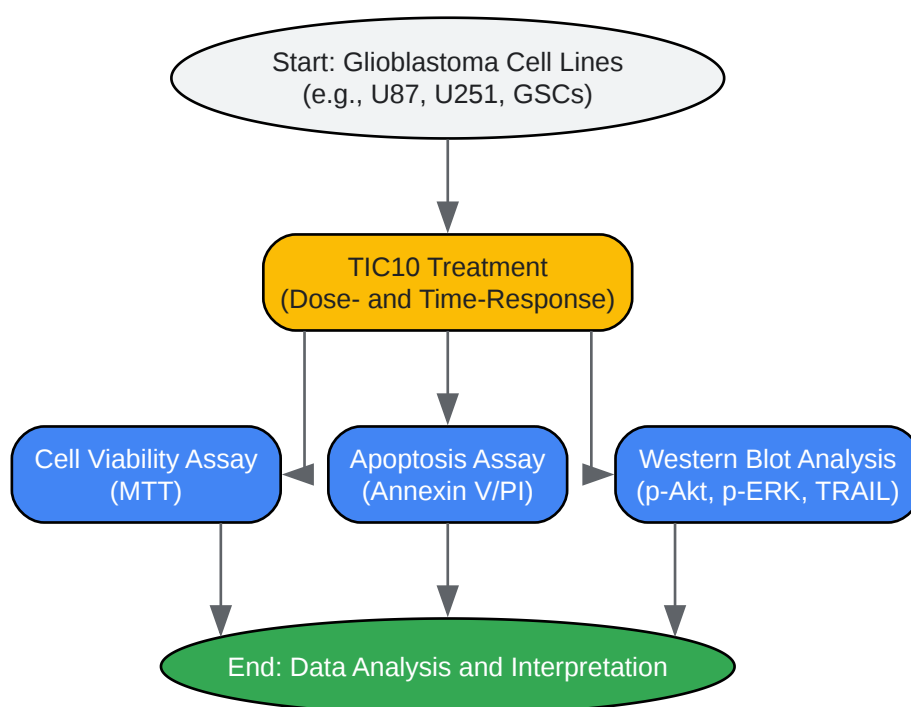 Start: Glioblastoma Cell Lines
(e.g., U87, U251, GSCs)
TIC10 Treatment
(Dose- and Time-Response)
Cell Viability Assay
(MTT)
Apoptosis Assay
(Annexin V/PI)
Western Blot Analysis
(p-Akt, p-ERK, TRAIL)
End: Data Analysis and Interpretation